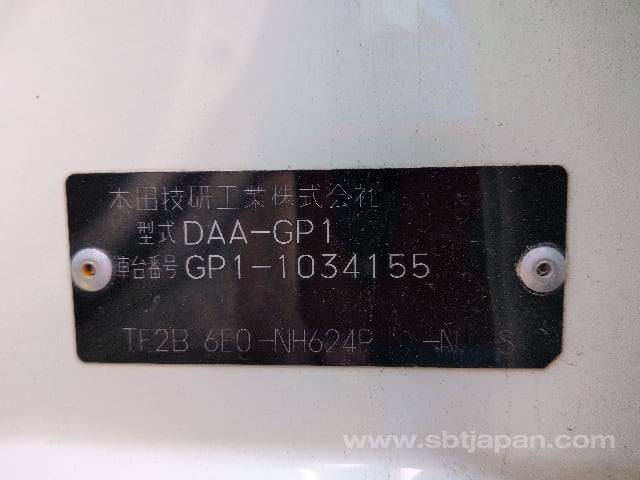 本田技研工業株式会社
型式 DAA-GP1
車台番号 GP1-1034155
6E0-NH624P
www.sbtjapan.com